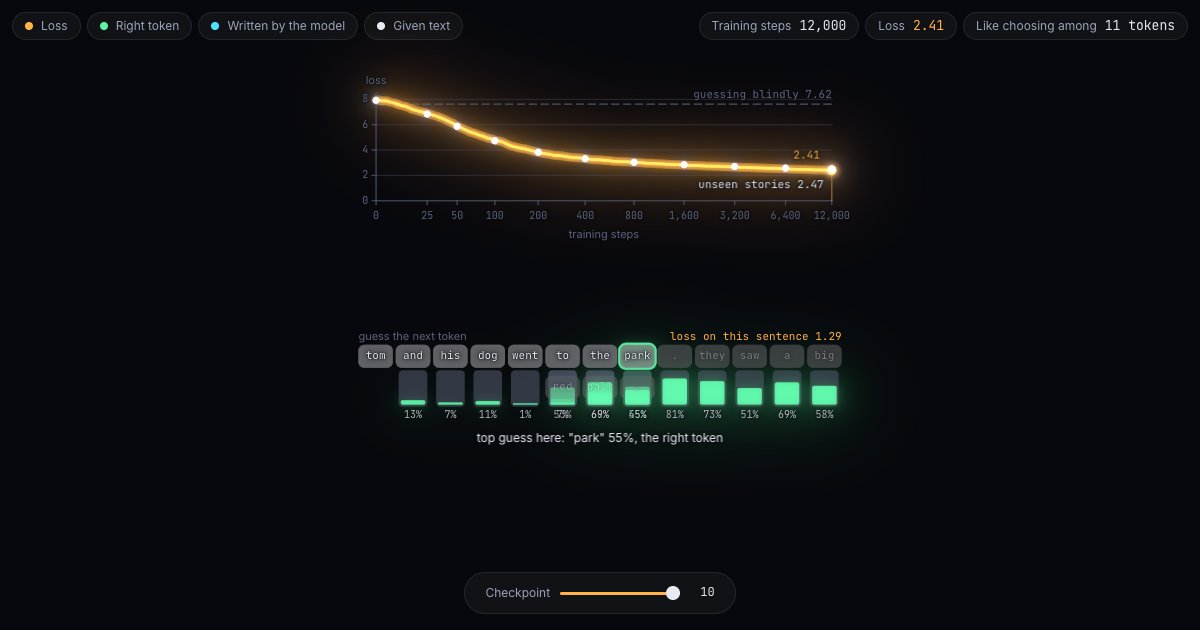 Loss
Right token
Written by the model
Given text
Training steps 12,000
Loss 2.41
Like choosing among 11 tokens
loss
guessing blindly 7.62
8
6
4
2
0
2.41
unseen stories 2.47
0 25 50 100 200 400 800 1,600 3,200 6,400 12,000
training steps
guess the next token
loss on this sentence 1.29
tom and his dog went to the park . they saw a big
red ball
13% 7% 11% 1% 69% 81% 73% 51% 69% 58%
top guess here: "park" 55%, the right token
Checkpoint 10